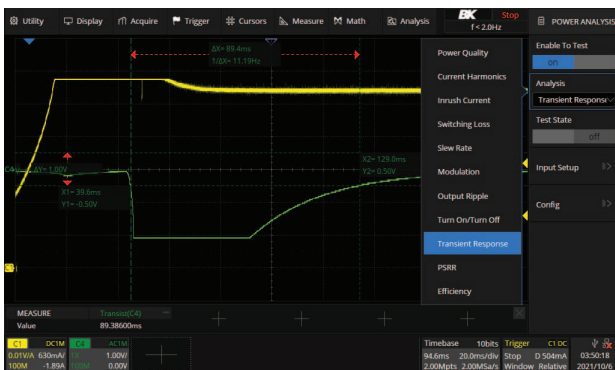 Utility Display Acquire Trigger Cursors Measure Math Analysis BK Stop POWER ANALYSIS
f < 2.0Hz
Enable To Test
on
Analysis
Transient Response
Test State
off
Input Setup
Config
Power Quality
Current Harmonics
Inrush Current
Switching Loss
Slew Rate
Modulation
Output Ripple
Turn On/Turn Off
Transient Response
PSRR
Efficiency
ΔX= 89.4ms
1/ΔX= 11.19Hz
ΔY= 1.00V
X2= 129.0ms
Y2= 0.50V
X1= 39.6ms
Y1= -0.50V
MEASURE Transist(C4)
Value 89.38600ms
C1 DC1M C4 AC1M Timebase 10bits Trigger C1 DC
0.01V/A 630mA/ 1X 1.00V/ 94.6ms 20.0ms/div Stop D 504mA 03:50:18
100M -1.89A 100M 0.00V 2.00Mpts 2.00MSa/s Window Relative 2021/10/6